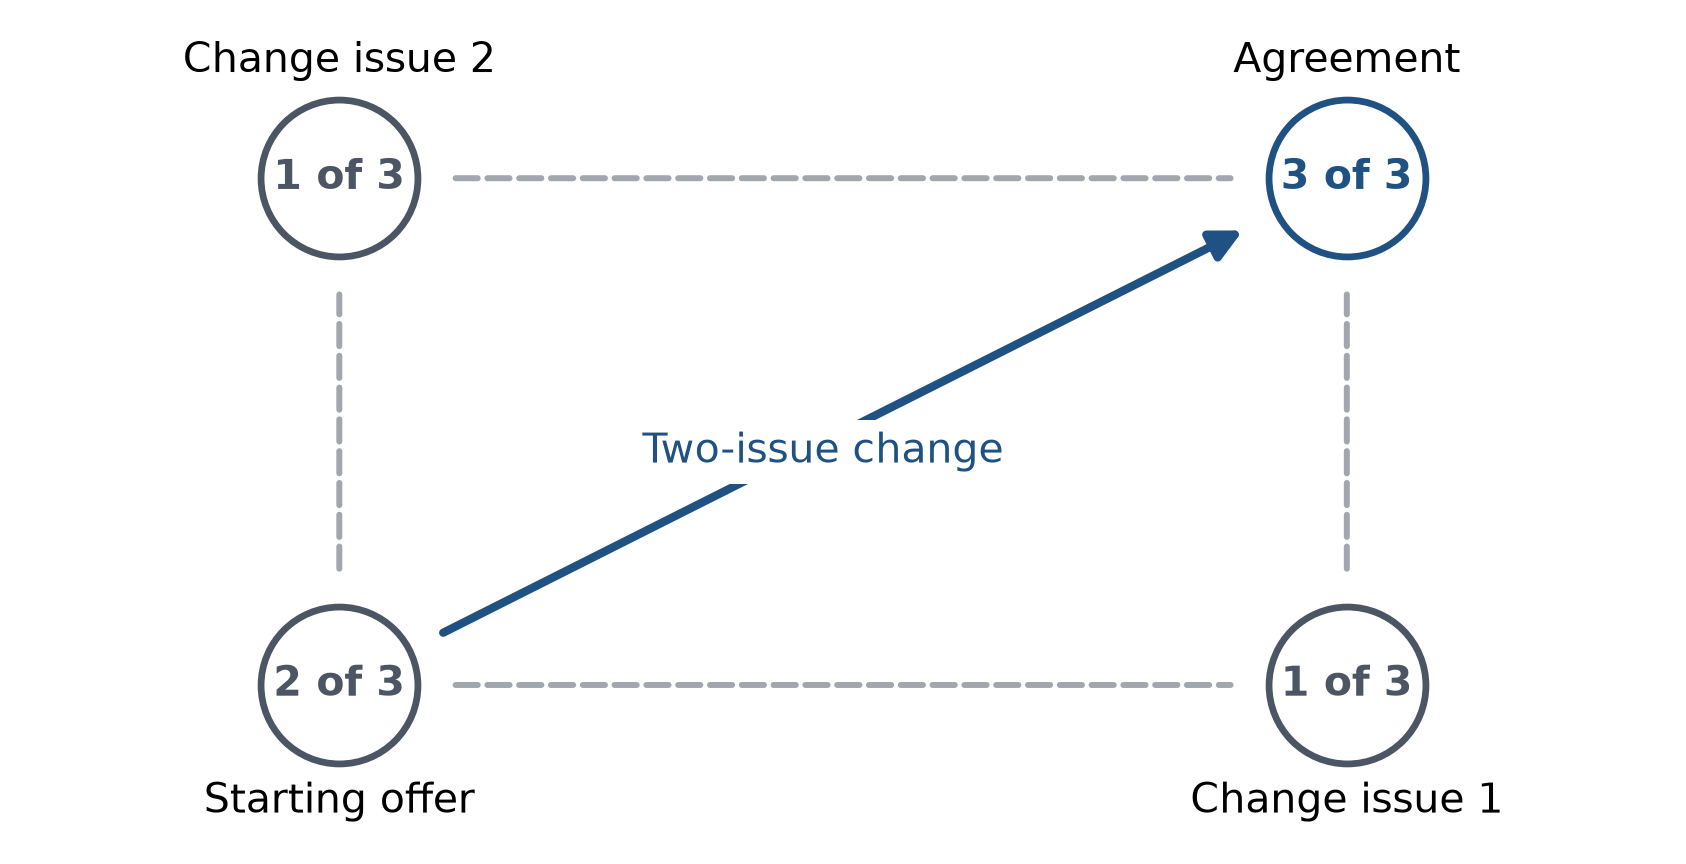 Change issue 2
Agreement
1 of 3
3 of 3
Two-issue change
2 of 3
1 of 3
Starting offer
Change issue 1